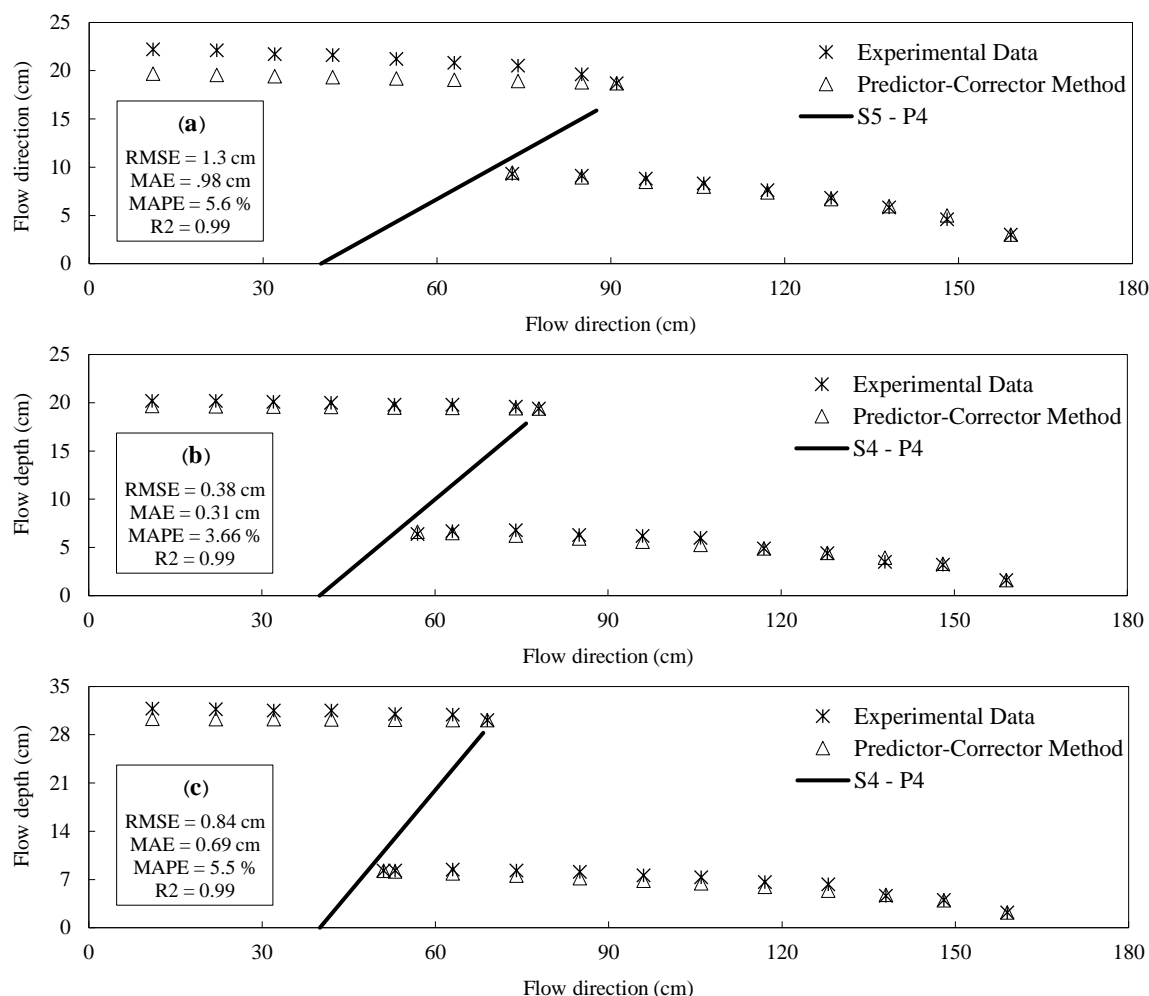 25
20
15
10
5
0
Flow direction (cm)
(a)
RMSE = 1.3 cm
MAE = .98 cm
MAPE = 5.6 %
R2 = 0.99
Experimental Data
Predictor-Corrector Method
S5 - P4
0 30 60 90 120 150 180
Flow direction (cm)
25
20
15
10
5
0
Flow depth (cm)
(b)
RMSE = 0.38 cm
MAE = 0.31 cm
MAPE = 3.66 %
R2 = 0.99
Experimental Data
Predictor-Corrector Method
S4 - P4
0 30 60 90 120 150 180
Flow direction (cm)
35
28
21
14
7
0
Flow depth (cm)
(c)
RMSE = 0.84 cm
MAE = 0.69 cm
MAPE = 5.5 %
R2 = 0.99
Experimental Data
Predictor-Corrector Method
S4 - P4
0 30 60 90 120 150 180
Flow direction (cm)